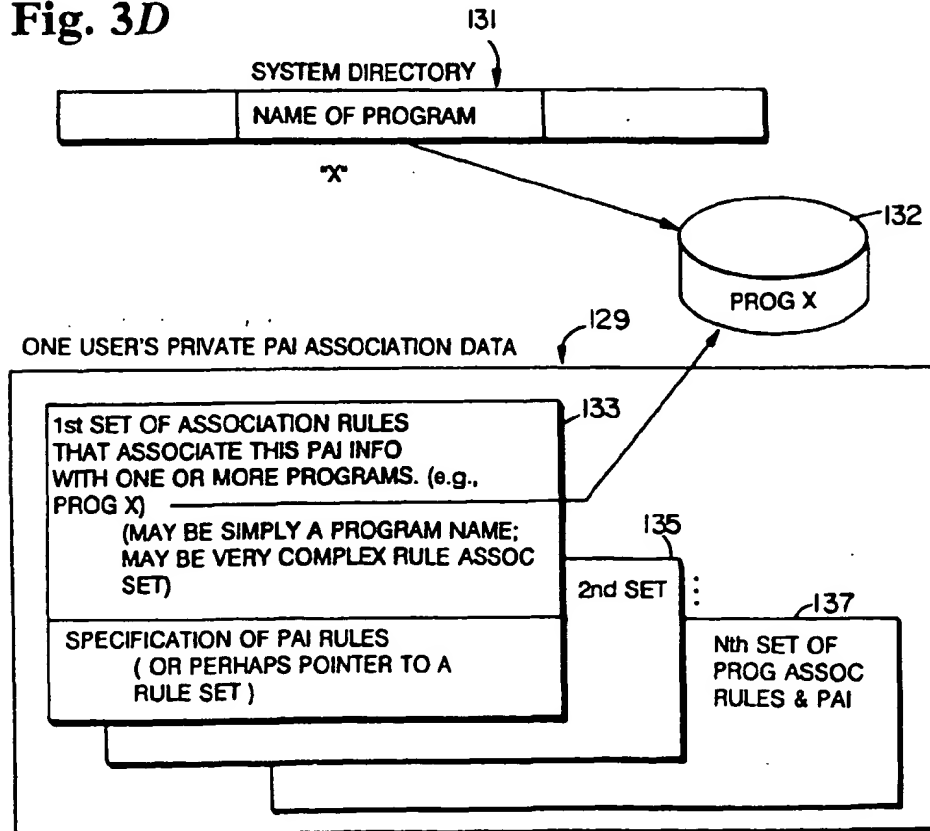 Fig. 3D
131
SYSTEM DIRECTORY
NAME OF PROGRAM
"X"
132
PROG X
129
ONE USER'S PRIVATE PAI ASSOCIATION DATA
133
1st SET OF ASSOCIATION RULES
THAT ASSOCIATE THIS PAI INFO
WITH ONE OR MORE PROGRAMS. (e.g.,
PROG X)
(MAY BE SIMPLY A PROGRAM NAME;
MAY BE VERY COMPLEX RULE ASSOC
SET)
SPECIFICATION OF PAI RULES
( OR PERHAPS POINTER TO A
RULE SET )
135
2nd SET
137
Nth SET OF
PROG ASSOC
RULES & PAI